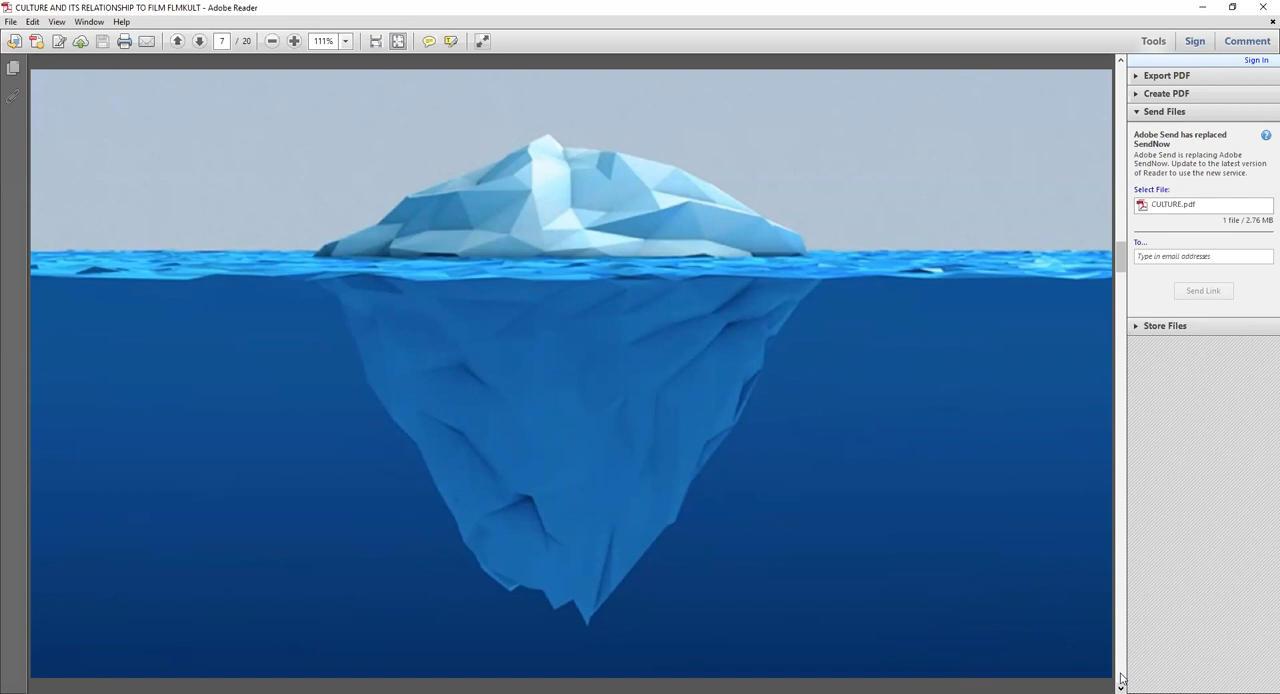 CULTURE AND ITS RELATIONSHIP TO FILM FLMKULT - Adobe Reader
File Edit View Window Help
7 / 20 111% Tools Sign Comment
Sign In
Export PDF
Create PDF
Send Files
Adobe Send has replaced
SendNow
Adobe Send is replacing Adobe
SendNow. Update to the latest version
of Reader to use the new service.
Select File:
CULTURE.pdf
1 file / 2.76 MB
To...
Type in email addresses
Send Link
Store Files